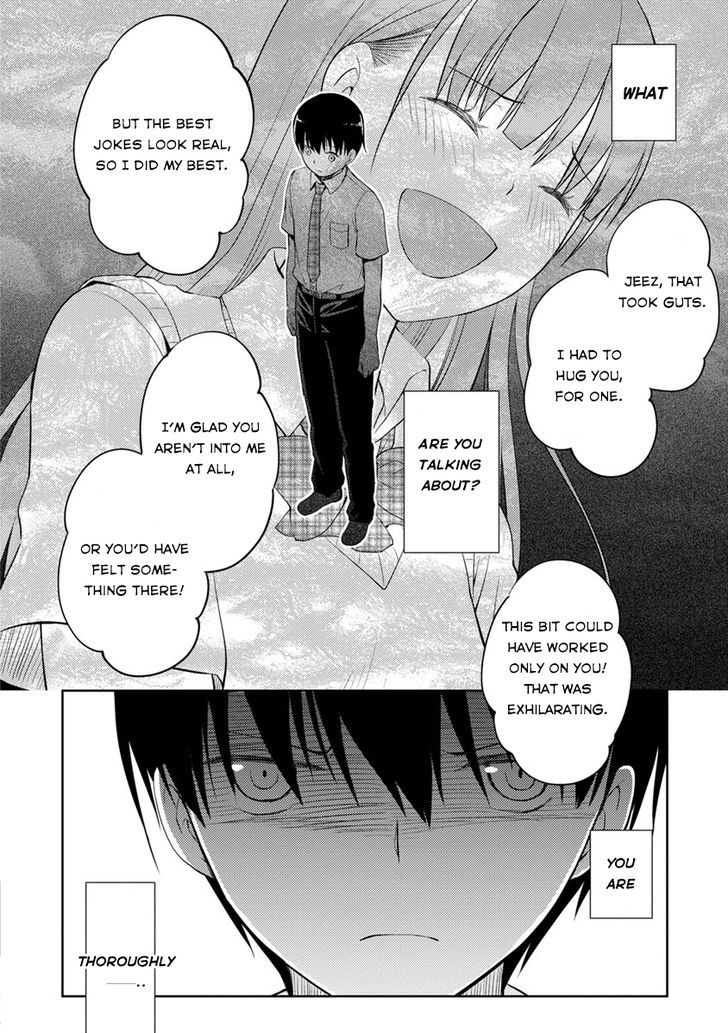 WHAT
JEEZ, THAT
TOOK GUTS.
I HAD TO
HUG YOU,
FOR ONE.
BUT THE BEST
JOKES LOOK REAL,
SO I DID MY BEST.
ARE YOU
TALKING
ABOUT?
I'M GLAD YOU
AREN'T INTO ME
AT ALL,
OR YOU'D HAVE
FELT SOME-
THING THERE!
THIS BIT COULD
HAVE WORKED
ONLY ON YOU!
THAT WAS
EXHILARATING.
YOU
ARE
THOROUGHLY
——..